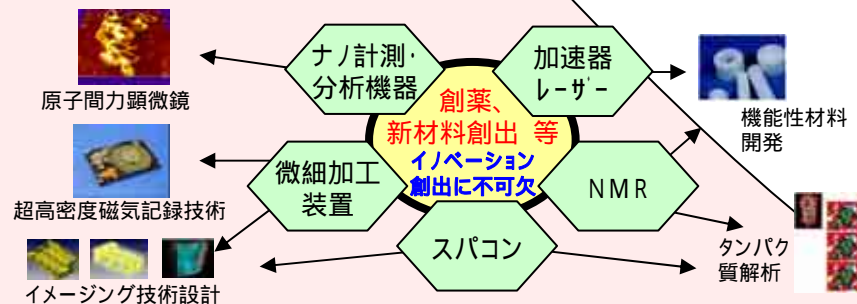 ナノ計測・
分析機器
加速器
レーザー
原子間力顕微鏡
創薬、
新材料創出 等
イノベーション
創出に不可欠
機能性材料
開発
微細加工
装置
NMR
超高密度磁気記録技術
スパコン
タンパク
質解析
イメージング技術設計